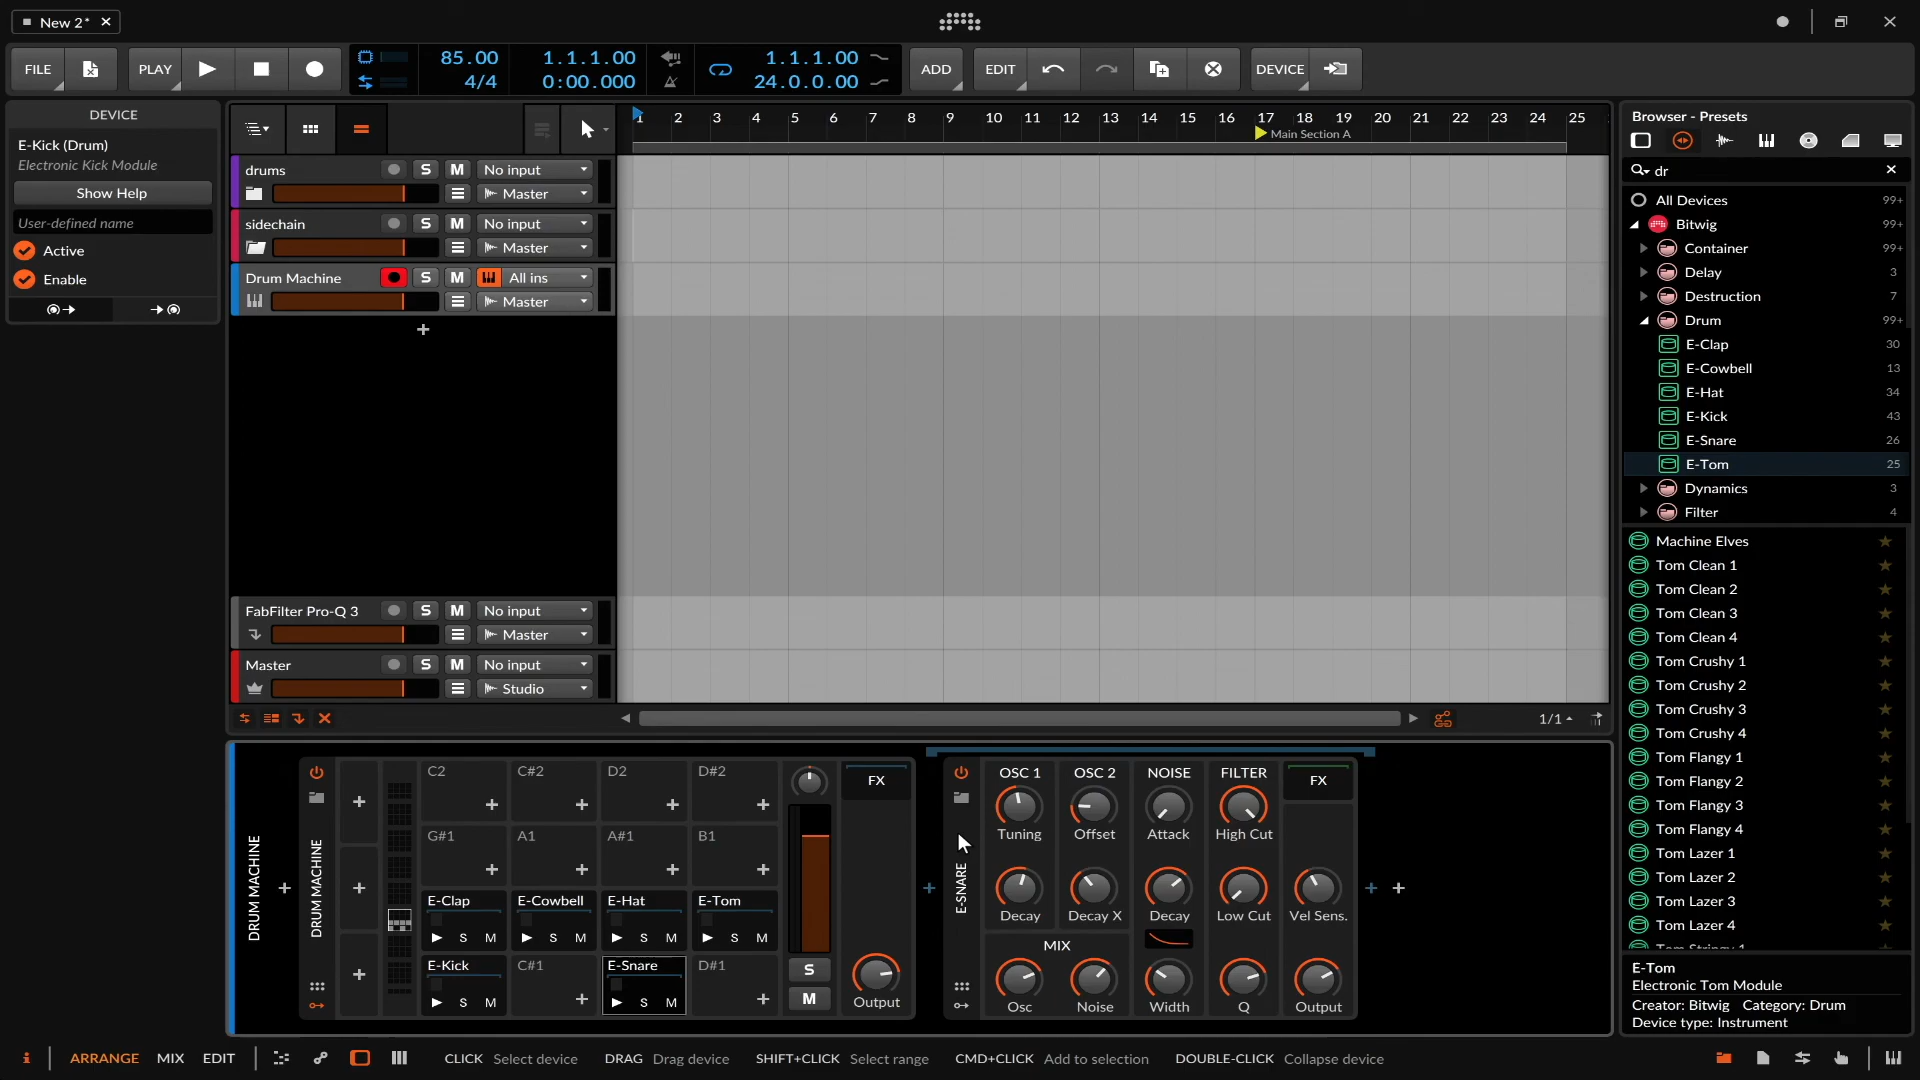 New 2*
FILE
PLAY
85.00
4/4
1.1.1.00
0:00.000
1.1.1.00
24.0.0.00
ADD
EDIT
DEVICE
DEVICE
E-Kick (Drum)
Electronic Kick Module
Show Help
User-defined name
Active
Enable
1 2 3 4 5 6 7 8 9 10 11 12 13 14 15 16 17 18 19 20 21 22 23 24 25
Main Section A
drums S M No input
Master
sidechain S M No input
Master
Drum Machine S M All ins
Master
FabFilter Pro-Q 3 S M No input
Master
Master S M No input
Studio
1/1
Browser - Presets
dr
All Devices 99+
Bitwig 99+
Container 99+
Delay 3
Destruction 7
Drum 99+
E-Clap 30
E-Cowbell 13
E-Hat 34
E-Kick 43
E-Snare 26
E-Tom 25
Dynamics 3
Filter 4
Machine Elves
Tom Clean 1
Tom Clean 2
Tom Clean 3
Tom Clean 4
Tom Crushy 1
Tom Crushy 2
Tom Crushy 3
Tom Crushy 4
Tom Flangy 1
Tom Flangy 2
Tom Flangy 3
Tom Flangy 4
Tom Lazer 1
Tom Lazer 2
Tom Lazer 3
Tom Lazer 4
E-Tom
Electronic Tom Module
Creator: Bitwig Category: Drum
Device type: Instrument
DRUM MACHINE
DRUM MACHINE
C2 C#2 D2 D#2
G#1 A1 A#1 B1
E-Clap E-Cowbell E-Hat E-Tom
S M S M S M S M
E-Kick C#1 E-Snare D#1
S M S M
S
M
FX
Output
E-SNARE
OSC 1 OSC 2 NOISE FILTER FX
Tuning Offset Attack High Cut
Decay Decay X Decay Low Cut Vel Sens.
MIX
Osc Noise Width Q Output
i ARRANGE MIX EDIT
CLICK Select device DRAG Drag device SHIFT+CLICK Select range CMD+CLICK Add to selection DOUBLE-CLICK Collapse device